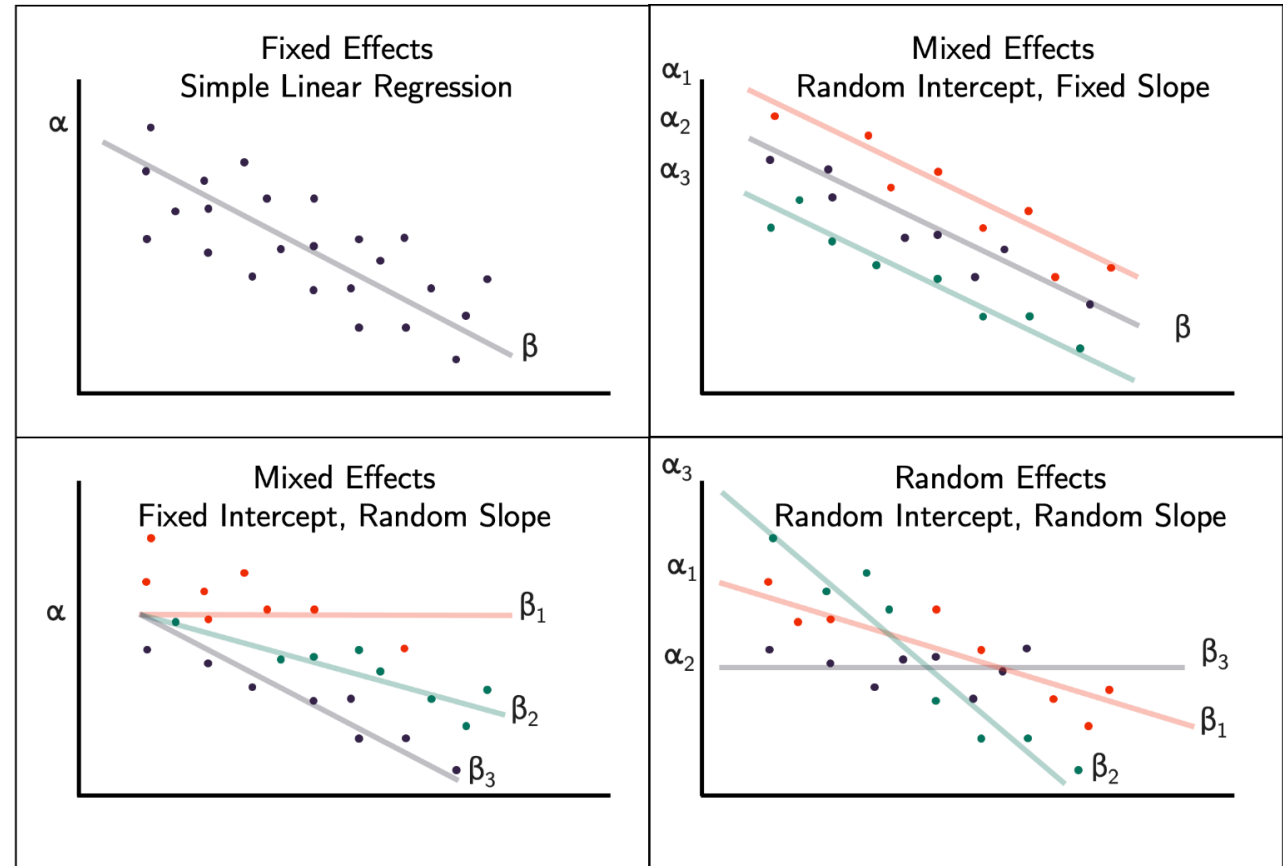 Fixed Effects
Simple Linear Regression
α
β
Mixed Effects
Random Intercept, Fixed Slope
α₁
α₂
α₃
β
Mixed Effects
Fixed Intercept, Random Slope
α
β₁
β₂
β₃
Random Effects
Random Intercept, Random Slope
α₃
α₁
α₂
β₃
β₁
β₂